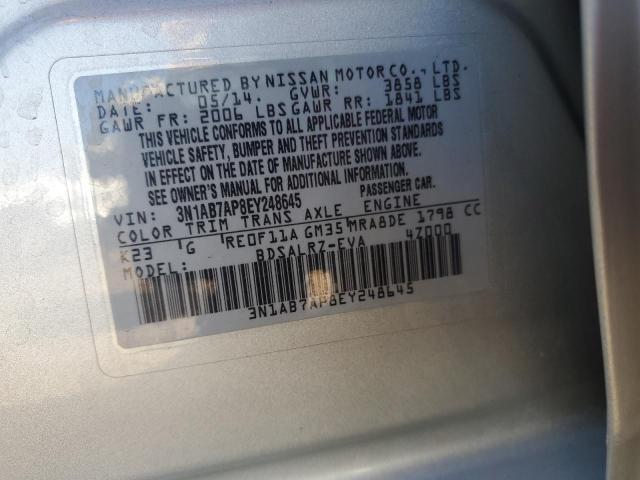 MANUFACTURED BY NISSAN MOTOR CO., LTD.
DATE: 05/14. GVWR: 3858 LBS
GAWR FR: 2006 LBS GAWR RR: 1841 LBS
THIS VEHICLE CONFORMS TO ALL APPLICABLE FEDERAL MOTOR
VEHICLE SAFETY, BUMPER AND THEFT PREVENTION STANDARDS
IN EFFECT ON THE DATE OF MANUFACTURE SHOWN ABOVE.
SEE OWNER'S MANUAL FOR ADDITIONAL INFORMATION.
VIN: 3N1AB7AP8EY248645 PASSENGER CAR.
COLOR TRIM TRANS AXLE ENGINE
K23 G RE0F11A GM35 MRA8DE 1798 CC
MODEL: BDSALRZ-EVA 47000
3N1AB7AP8EY248645